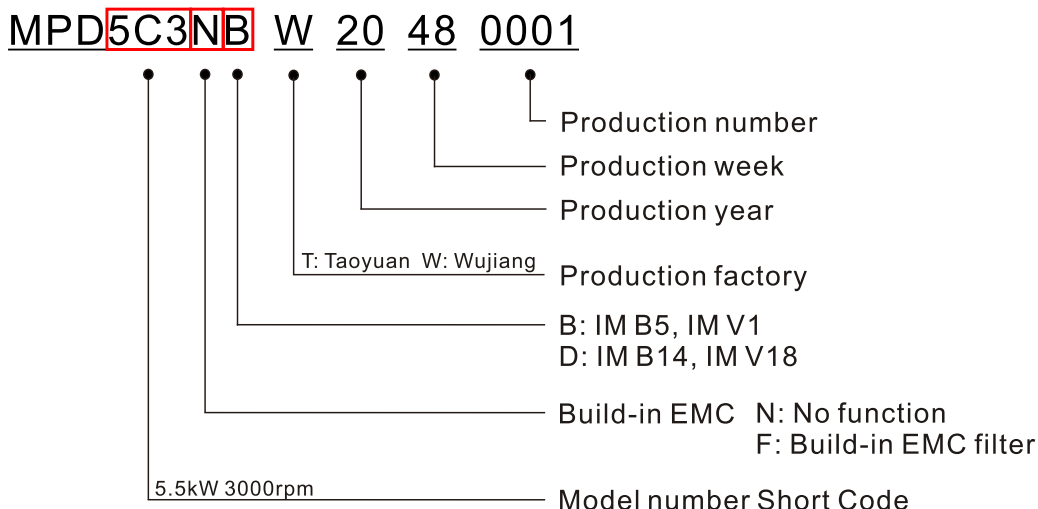 MPD5C3NB W 20 48 0001
Production number
Production week
Production year
T: Taoyuan W: Wujiang
Production factory
B: IM B5, IM V1
D: IM B14, IM V18
Build-in EMC N: No function
F: Build-in EMC filter
5.5kW 3000rpm
Model number Short Code